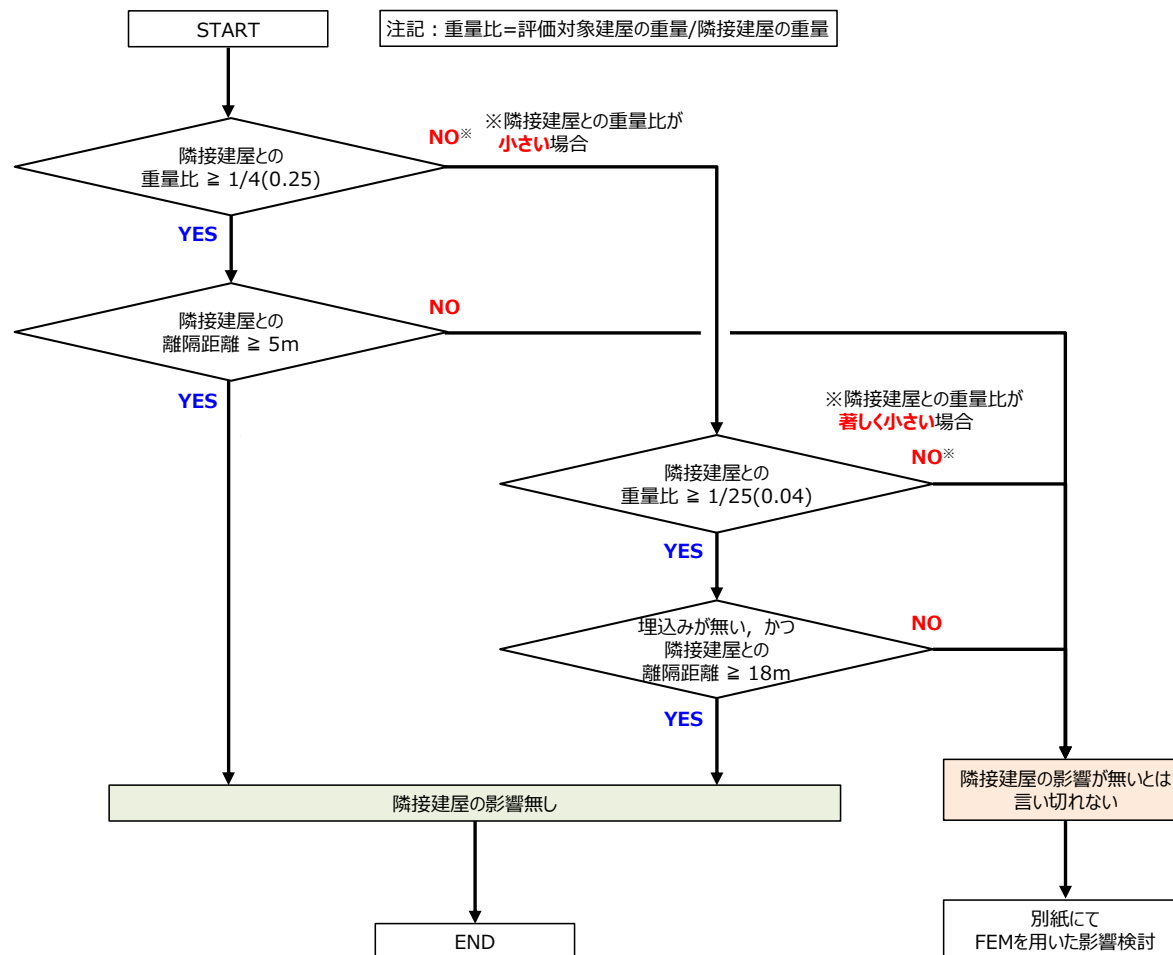 START
注記：重量比=評価対象建屋の重量/隣接建屋の重量
隣接建屋との
重量比 ≧ 1/4(0.25)
NO※
※隣接建屋との重量比が
小さい場合
YES
隣接建屋との
離隔距離 ≧ 5m
NO
YES
※隣接建屋との重量比が
著しく小さい場合
NO※
隣接建屋との
重量比 ≧ 1/25(0.04)
YES
埋込みが無い，かつ
隣接建屋との
離隔距離 ≧ 18m
NO
YES
隣接建屋の影響無し
隣接建屋の影響が無いとは
言い切れない
END
別紙にて
FEMを用いた影響検討